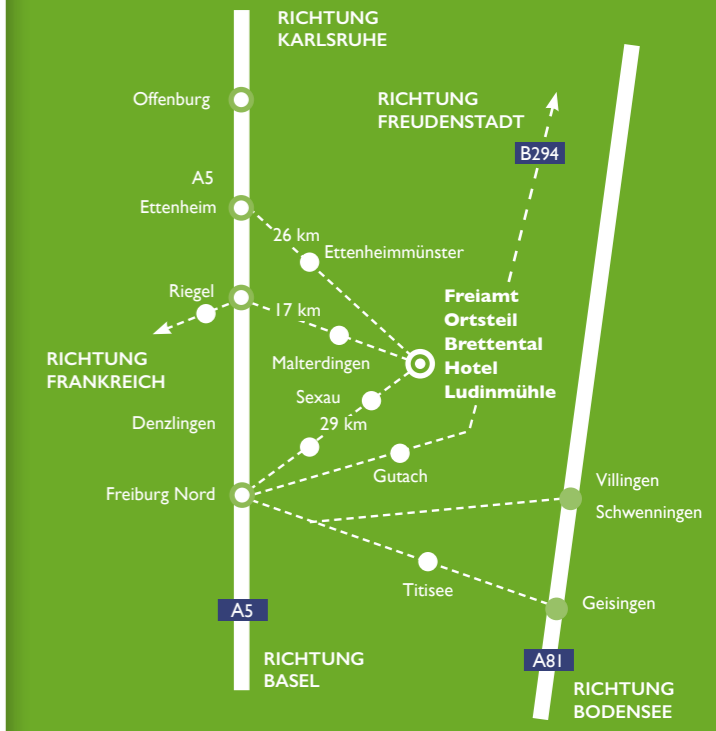 RICHTUNG
KARLSRUHE
Offenburg
RICHTUNG
FREUDENSTADT
B294
A5
Ettenheim
26 km
Ettenheimmünster
Riegel
17 km
Freiamt
Ortsteil
Brettental
Hotel
Ludinmühle
RICHTUNG
FRANKREICH
Malterdingen
Sexau
Denzlingen
29 km
Gutach
Freiburg Nord
Villingen
Schwenningen
Titisee
Geisingen
A5
RICHTUNG
BASEL
A81
RICHTUNG
BODENSEE